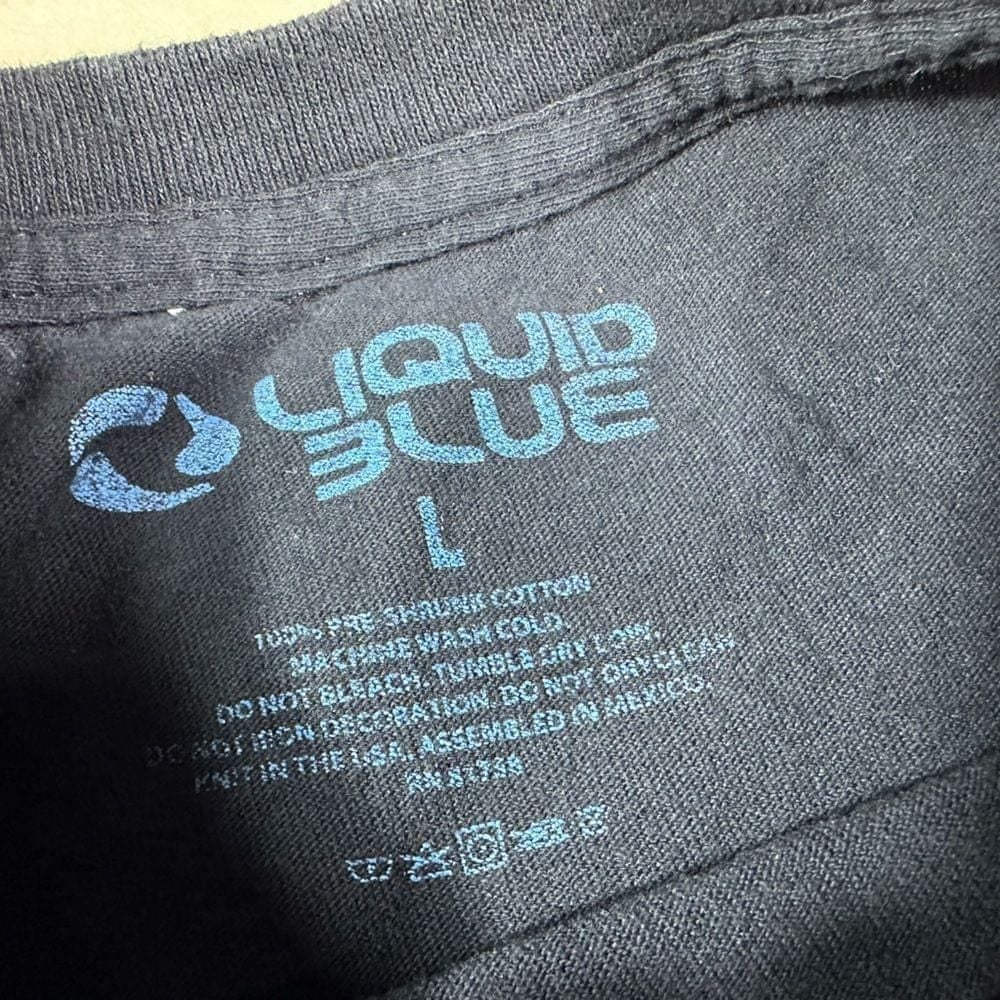 LIQUID
BLUE
L
100% PRE-SHRUNK COTTON
MACHINE WASH COLD.
DO NOT BLEACH. TUMBLE DRY LOW.
DO NOT IRON DECORATION. DO NOT DRYCLEAN
KNIT IN THE USA. ASSEMBLED IN MEXICO.
RN